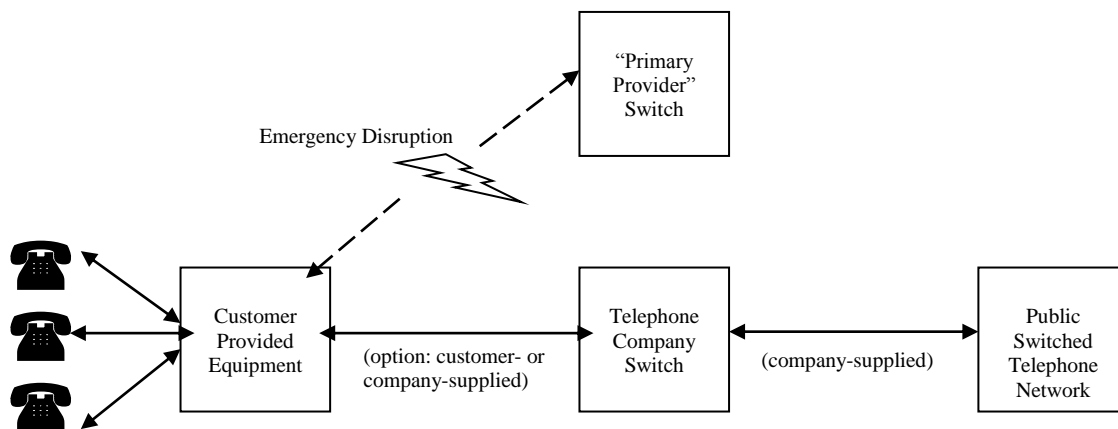 “Primary
Provider”
Switch
Emergency Disruption
Customer
Provided
Equipment
(option: customer- or
company-supplied)
Telephone
Company
Switch
(company-supplied)
Public
Switched
Telephone
Network